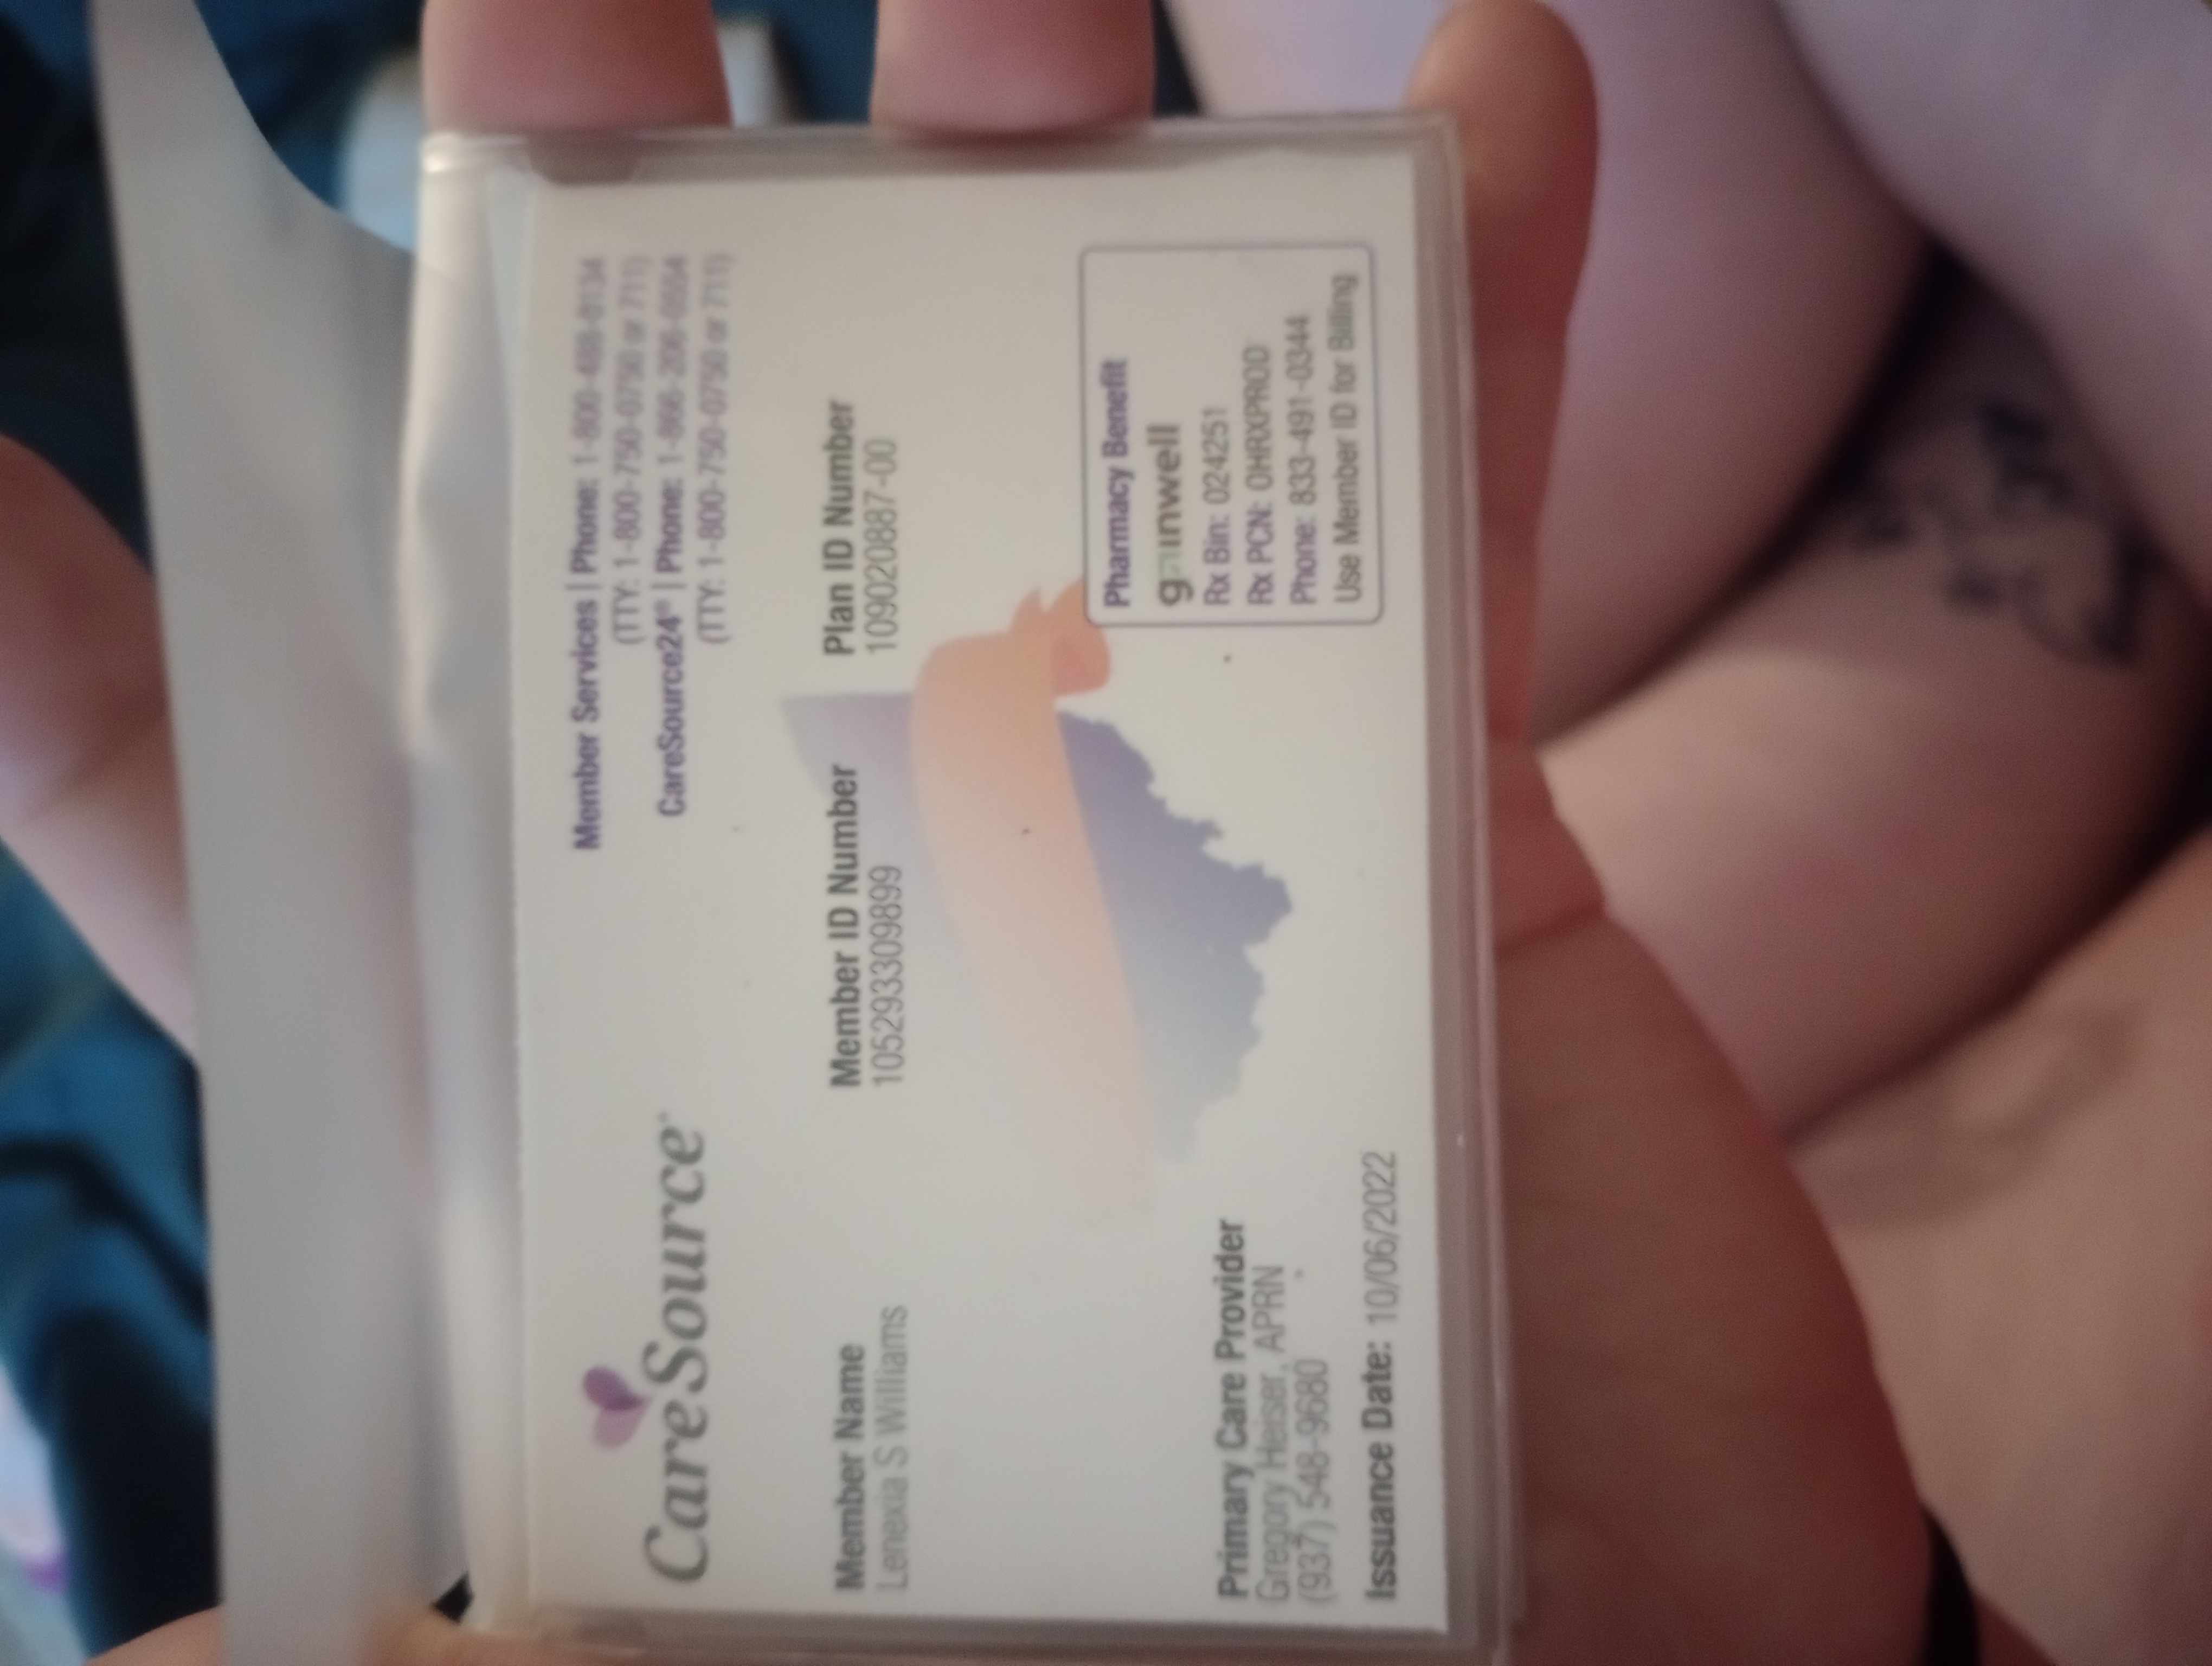 CareSource
Member Services | Phone: 1-800-488-0134
(TTY: 1-800-750-0750 or 711)
CareSource24® | Phone: 1-866-206-0554
(TTY: 1-800-750-0750 or 711)
Member Name
Lenexia S Williams
Member ID Number
105293309899
Plan ID Number
10902088​7-00
Primary Care Provider
Gregory Heiser, APRN
(937) 548-9680
Issuance Date: 10/06/2022
Pharmacy Benefit
gainwell
Rx Bin: 024251
Rx PCN: OHRXPROD
Phone: 833-491-0344
Use Member ID for Billing